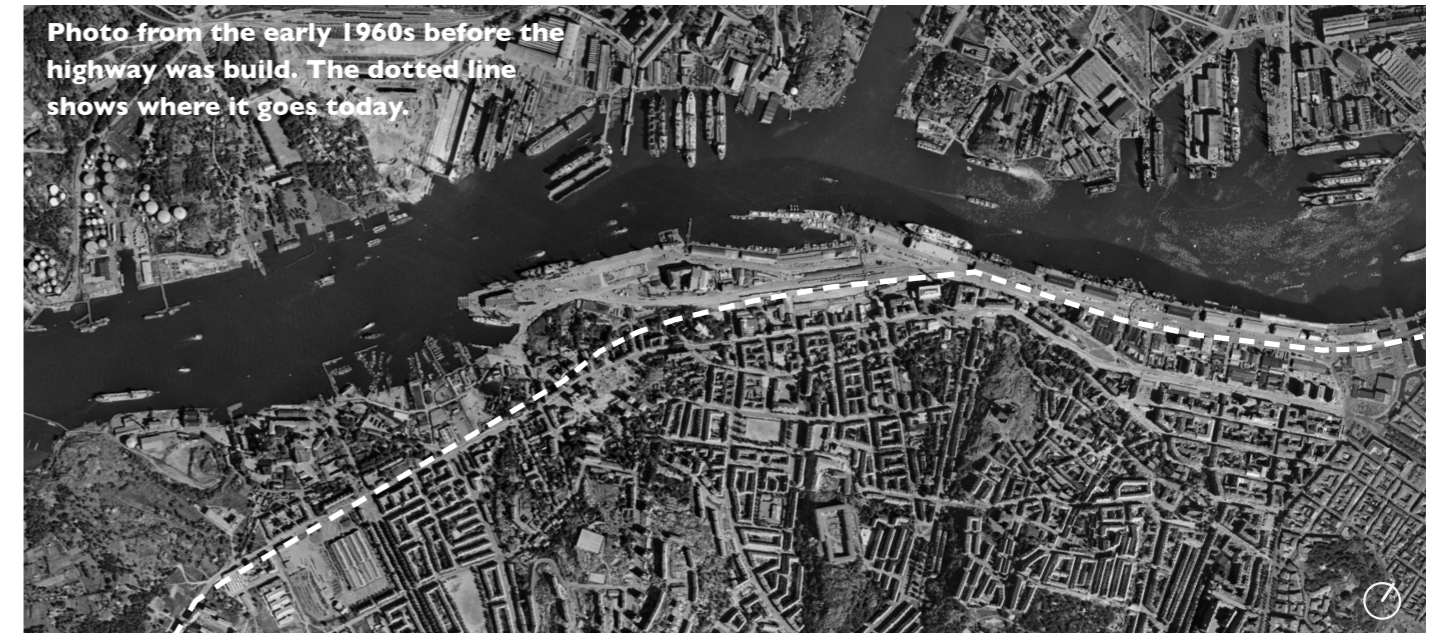 Photo from the early 1960s before the
highway was build. The dotted line
shows where it goes today.